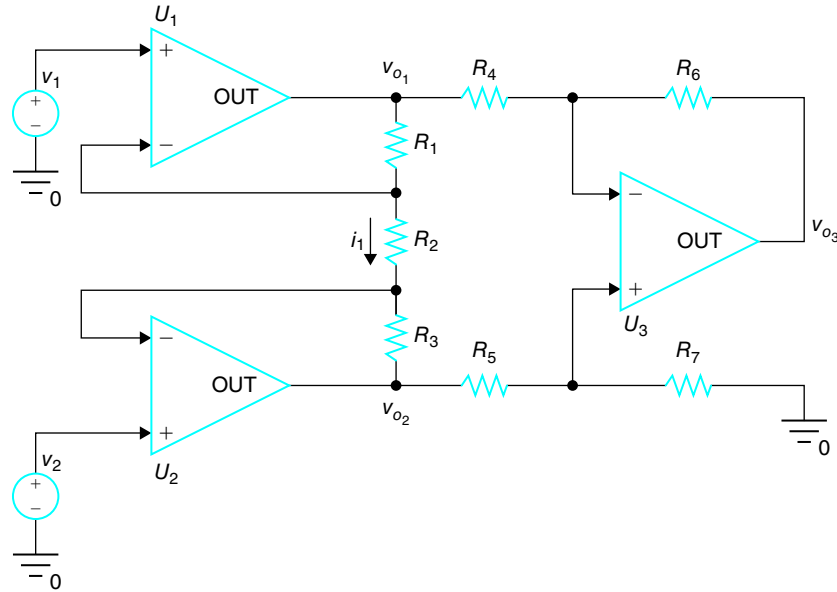 U1
v1
+
−
+
−
OUT
0
vo1
R4
R6
R1
i1
R2
−
+
OUT
vo3
U3
R3
−
+
OUT
U2
vo2
R5
R7
0
v2
+
−
0